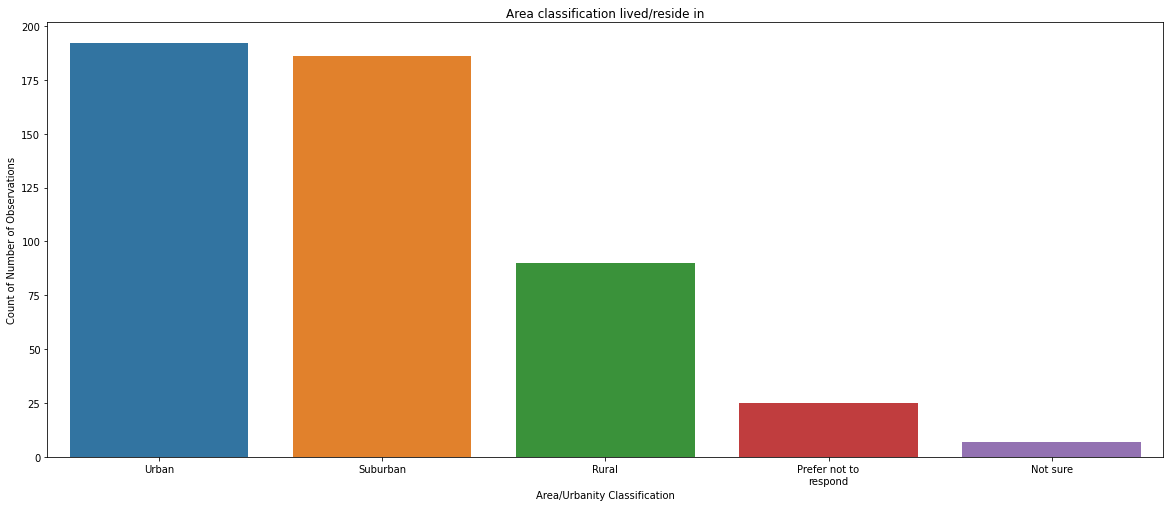 Area classification lived/reside in
200
175
150
125
100
75
50
25
0
Count of Number of Observations
Urban
Suburban
Rural
Prefer not to
respond
Not sure
Area/Urbanity Classification